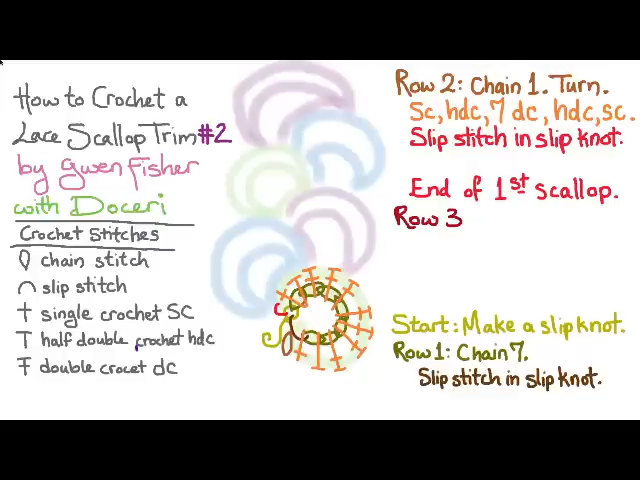 How to Crochet a
Lace Scallop Trim #2
by Gwen Fisher
with Doceri
Crochet Stitches
chain stitch
slip stitch
single crochet SC
half double crochet hdc
double crocet dc
Row 2: Chain 1. Turn.
Sc, hdc, 7 dc, hdc, sc.
Slip stitch in slip knot.
End of 1st Scallop.
Row 3
Start: Make a slipknot.
Row 1: Chain 7.
Slip stitch in slip knot.